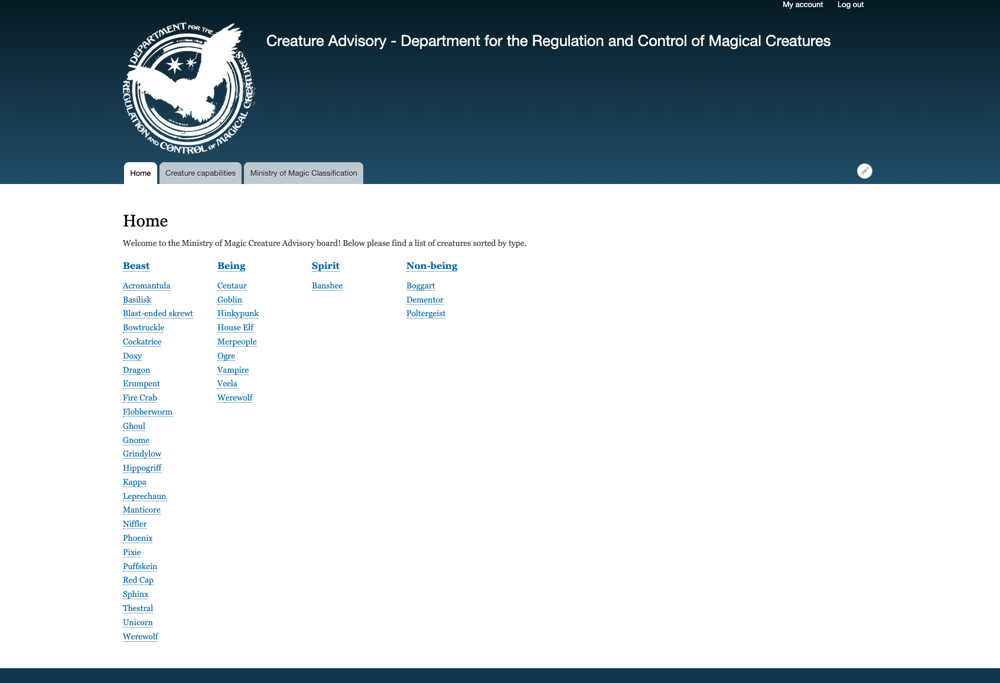 My account Log out
DEPARTMENT FOR THE REGULATION AND CONTROL OF MAGICAL CREATURES
Creature Advisory - Department for the Regulation and Control of Magical Creatures
Home Creature capabilities Ministry of Magic Classification
Home
Welcome to the Ministry of Magic Creature Advisory board! Below please find a list of creatures sorted by type.
Beast
Acromantula
Basilisk
Blast-ended skrewt
Bowtruckle
Cockatrice
Doxy
Dragon
Erumpent
Fire Crab
Flobberworm
Ghoul
Gnome
Grindylow
Hippogriff
Kappa
Leprechaun
Manticore
Niffler
Phoenix
Pixie
Puffskein
Red Cap
Sphinx
Thestral
Unicorn
Werewolf
Being
Centaur
Goblin
Hinkypunk
House Elf
Merpeople
Ogre
Vampire
Veela
Werewolf
Spirit
Banshee
Non-being
Boggart
Dementor
Poltergeist